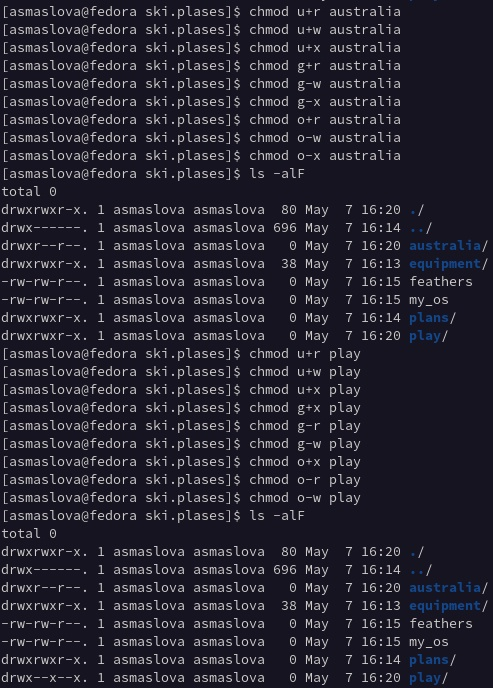 [asmaslova@fedora ski.plases]$ chmod u+r australia
[asmaslova@fedora ski.plases]$ chmod u+w australia
[asmaslova@fedora ski.plases]$ chmod u+x australia
[asmaslova@fedora ski.plases]$ chmod g+r australia
[asmaslova@fedora ski.plases]$ chmod g-w australia
[asmaslova@fedora ski.plases]$ chmod g-x australia
[asmaslova@fedora ski.plases]$ chmod o+r australia
[asmaslova@fedora ski.plases]$ chmod o-w australia
[asmaslova@fedora ski.plases]$ chmod o-x australia
[asmaslova@fedora ski.plases]$ ls -alF
total 0
drwxrwxr-x. 1 asmaslova asmaslova  80 May  7 16:20 ./
drwx------. 1 asmaslova asmaslova 696 May  7 16:14 ../
drwxr--r--. 1 asmaslova asmaslova   0 May  7 16:20 australia/
drwxrwxr-x. 1 asmaslova asmaslova  38 May  7 16:13 equipment/
-rw-rw-r--. 1 asmaslova asmaslova   0 May  7 16:15 feathers
-rw-rw-r--. 1 asmaslova asmaslova   0 May  7 16:15 my_os
drwxrwxr-x. 1 asmaslova asmaslova   0 May  7 16:14 plans/
drwxrwxr-x. 1 asmaslova asmaslova   0 May  7 16:20 play/
[asmaslova@fedora ski.plases]$ chmod u+r play
[asmaslova@fedora ski.plases]$ chmod u+w play
[asmaslova@fedora ski.plases]$ chmod u+x play
[asmaslova@fedora ski.plases]$ chmod g+x play
[asmaslova@fedora ski.plases]$ chmod g-r play
[asmaslova@fedora ski.plases]$ chmod g-w play
[asmaslova@fedora ski.plases]$ chmod o+x play
[asmaslova@fedora ski.plases]$ chmod o-r play
[asmaslova@fedora ski.plases]$ chmod o-w play
[asmaslova@fedora ski.plases]$ ls -alF
total 0
drwxrwxr-x. 1 asmaslova asmaslova  80 May  7 16:20 ./
drwx------. 1 asmaslova asmaslova 696 May  7 16:14 ../
drwxr--r--. 1 asmaslova asmaslova   0 May  7 16:20 australia/
drwxrwxr-x. 1 asmaslova asmaslova  38 May  7 16:13 equipment/
-rw-rw-r--. 1 asmaslova asmaslova   0 May  7 16:15 feathers
-rw-rw-r--. 1 asmaslova asmaslova   0 May  7 16:15 my_os
drwxrwxr-x. 1 asmaslova asmaslova   0 May  7 16:14 plans/
drwx--x--x. 1 asmaslova asmaslova   0 May  7 16:20 play/